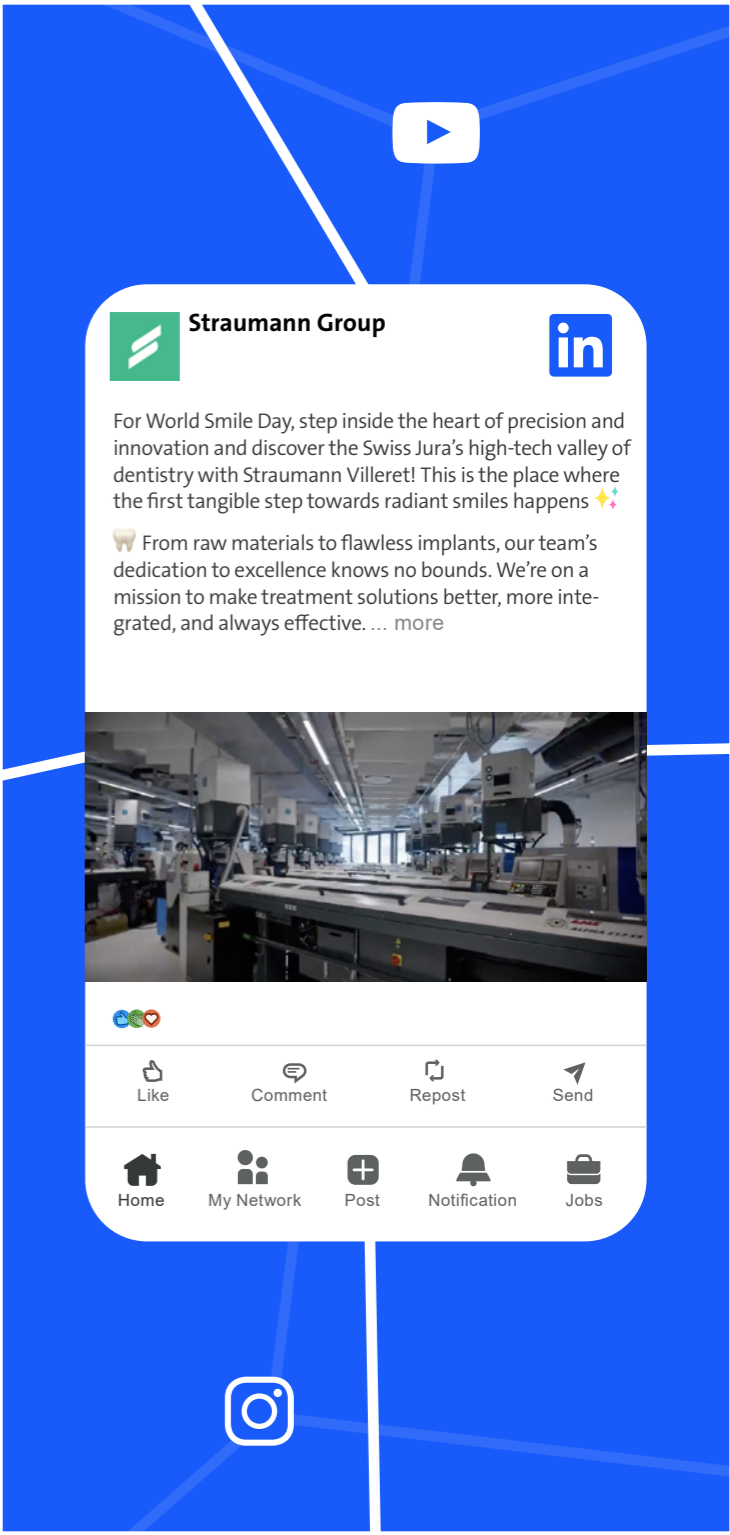 Straumann Group
in
For World Smile Day, step inside the heart of precision and
innovation and discover the Swiss Jura’s high-tech valley of
dentistry with Straumann Villeret! This is the place where
the first tangible step towards radiant smiles happens ✨
🦷 From raw materials to flawless implants, our team’s
dedication to excellence knows no bounds. We’re on a
mission to make treatment solutions better, more inte-
grated, and always effective. ... more
Like Comment Repost Send
Home My Network Post Notification Jobs